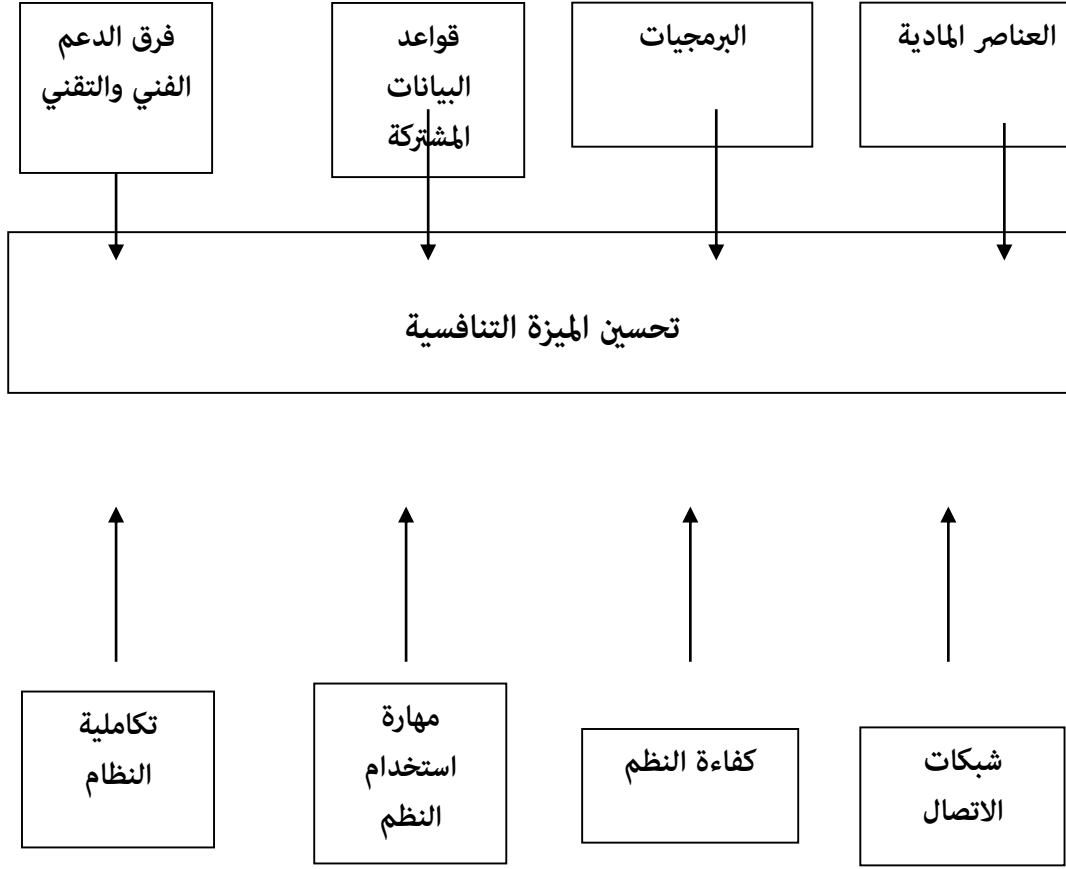 العناصر المادية
البرمجيات
قواعد
البيانات
المشتركة
فرق الدعم
الفني والتقني
تحسين الميزة التنافسية
شبكات
الاتصال
كفاءة النظم
مهارة
استخدام
النظم
تكاملية
النظام